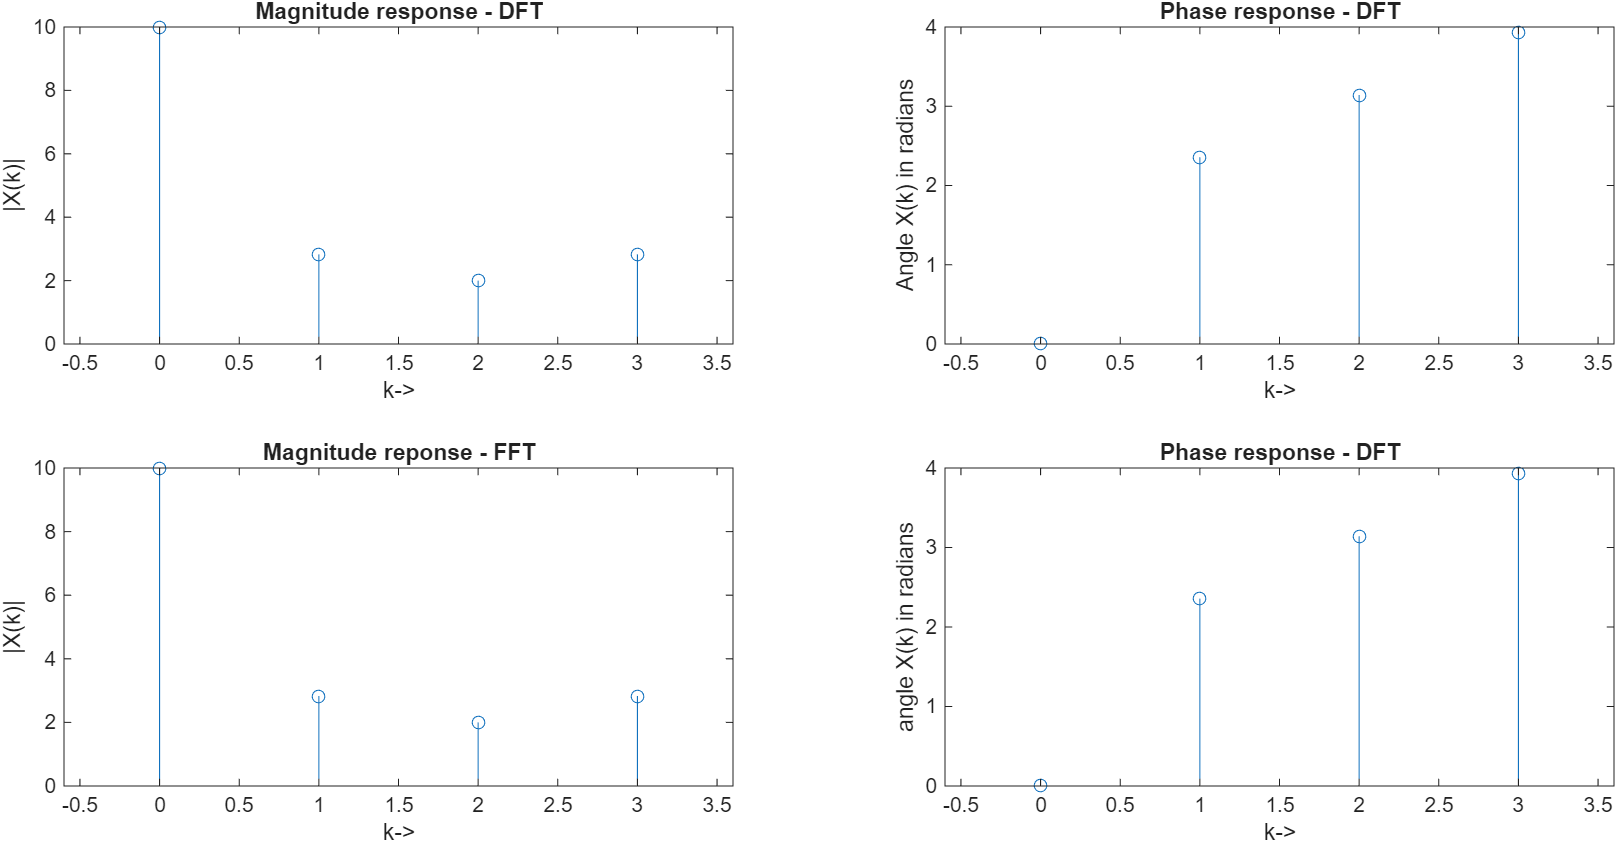 Magnitude response - DFT
|X(k)|
10
8
6
4
2
0
-0.5 0 0.5 1 1.5 2 2.5 3 3.5
k->
Phase response - DFT
Angle X(k) in radians
4
3
2
1
0
-0.5 0 0.5 1 1.5 2 2.5 3 3.5
k->
Magnitude reponse - FFT
|X(k)|
10
8
6
4
2
0
-0.5 0 0.5 1 1.5 2 2.5 3 3.5
k->
Phase response - DFT
angle X(k) in radians
4
3
2
1
0
-0.5 0 0.5 1 1.5 2 2.5 3 3.5
k->